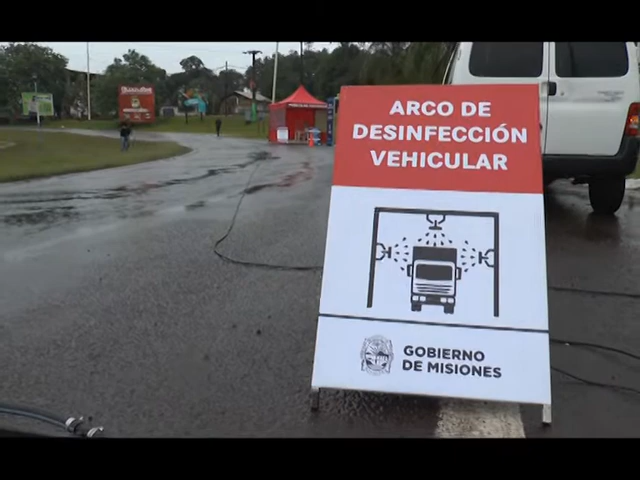 ARCO DE
DESINFECCIÓN
VEHICULAR
GOBIERNO
DE MISIONES